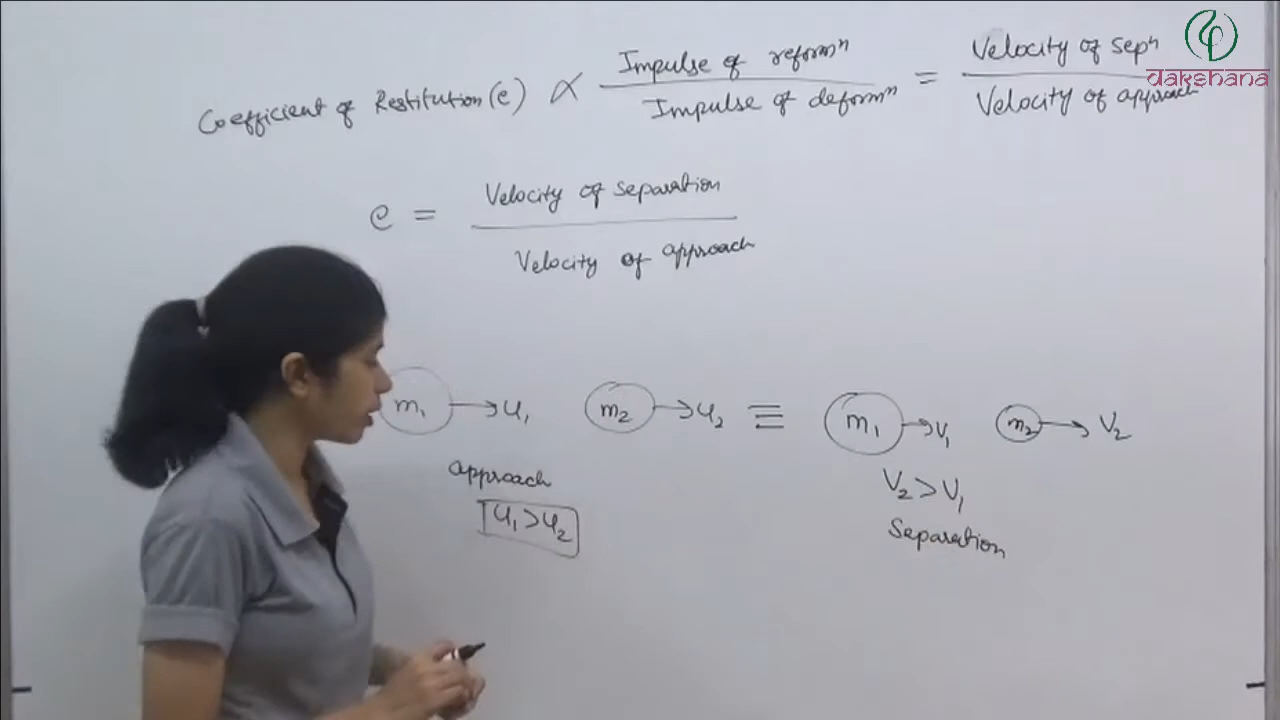 Coefficient of Restitution (e) ∝ Impulse of reformⁿ / Impulse of deformⁿ = Velocity of sepⁿ / Velocity of approach
dakshana
e = Velocity of separation / Velocity of approach
m₁ → u₁ m₂ → u₂ ≡ m₁ → V₁ m₂ → V₂
approach
u₁ > u₂
V₂ > V₁
Separation